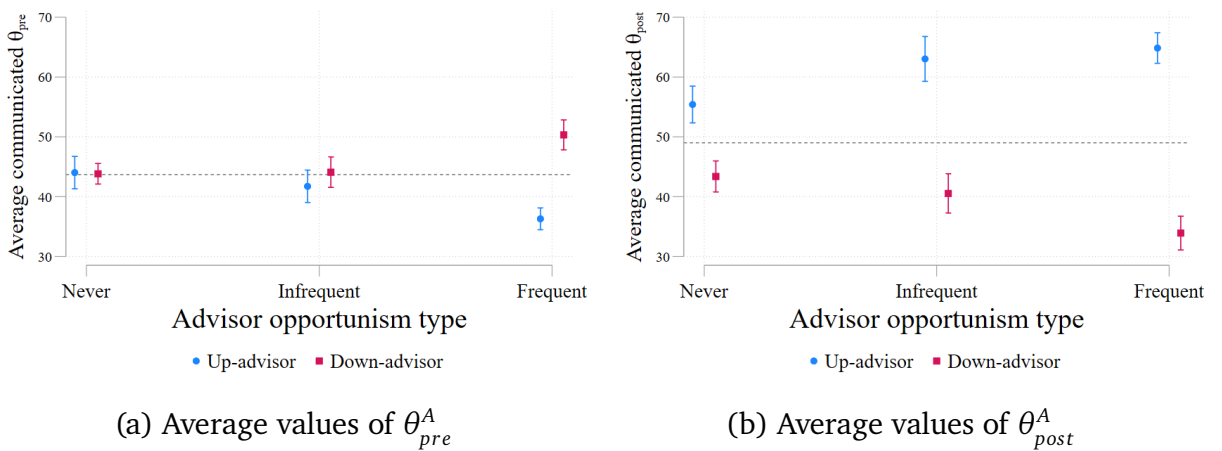 Average communicated θpre
70
60
50
40
30
Never
Infrequent
Frequent
Advisor opportunism type
Up-advisor
Down-advisor
(a) Average values of θ^A_pre
Average communicated θpost
70
60
50
40
30
Never
Infrequent
Frequent
Advisor opportunism type
Up-advisor
Down-advisor
(b) Average values of θ^A_post